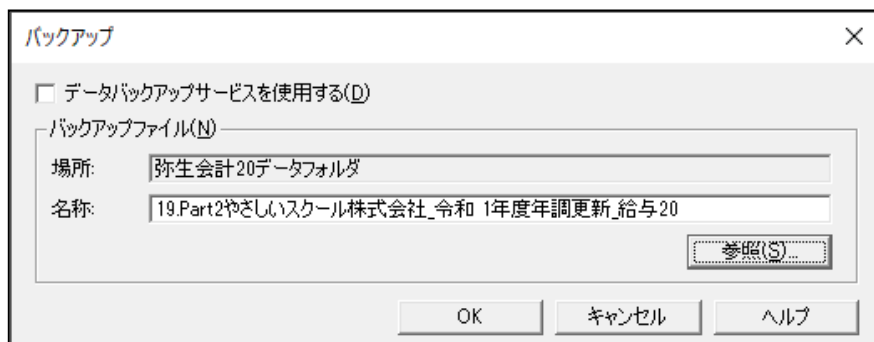 バックアップ
データバックアップサービスを使用する(D)
バックアップファイル(N)
場所: 弥生会計20データフォルダ
名称: 19.Part2やさしいスクール株式会社_令和 1年度年調更新_給与20
参照(S)...
OK キャンセル ヘルプ